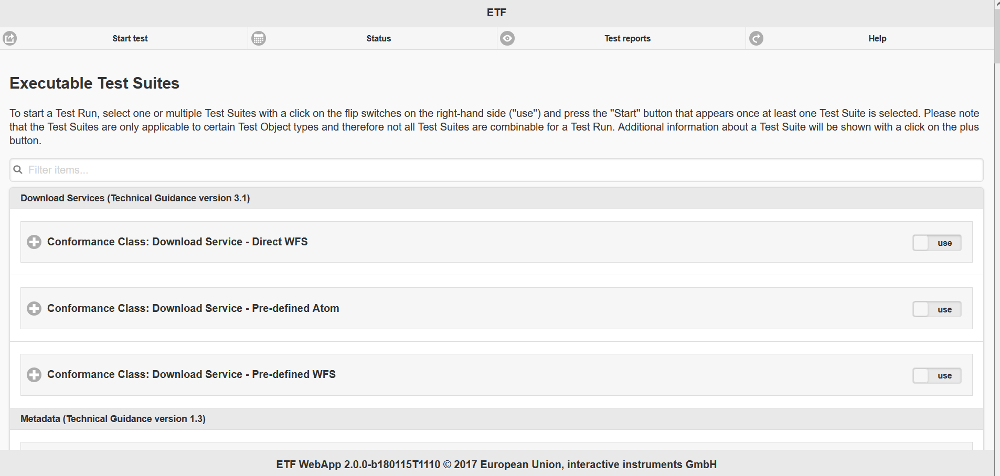 ETF
Start test
Status
Test reports
Help
Executable Test Suites
To start a Test Run, select one or multiple Test Suites with a click on the flip switches on the right-hand side ("use") and press the "Start" button that appears once at least one Test Suite is selected. Please note
that the Test Suites are only applicable to certain Test Object types and therefore not all Test Suites are combinable for a Test Run. Additional information about a Test Suite will be shown with a click on the plus
button.
Filter items...
Download Services (Technical Guidance version 3.1)
Conformance Class: Download Service - Direct WFS
use
Conformance Class: Download Service - Pre-defined Atom
use
Conformance Class: Download Service - Pre-defined WFS
use
Metadata (Technical Guidance version 1.3)
ETF WebApp 2.0.0-b180115T1110 © 2017 European Union, interactive instruments GmbH